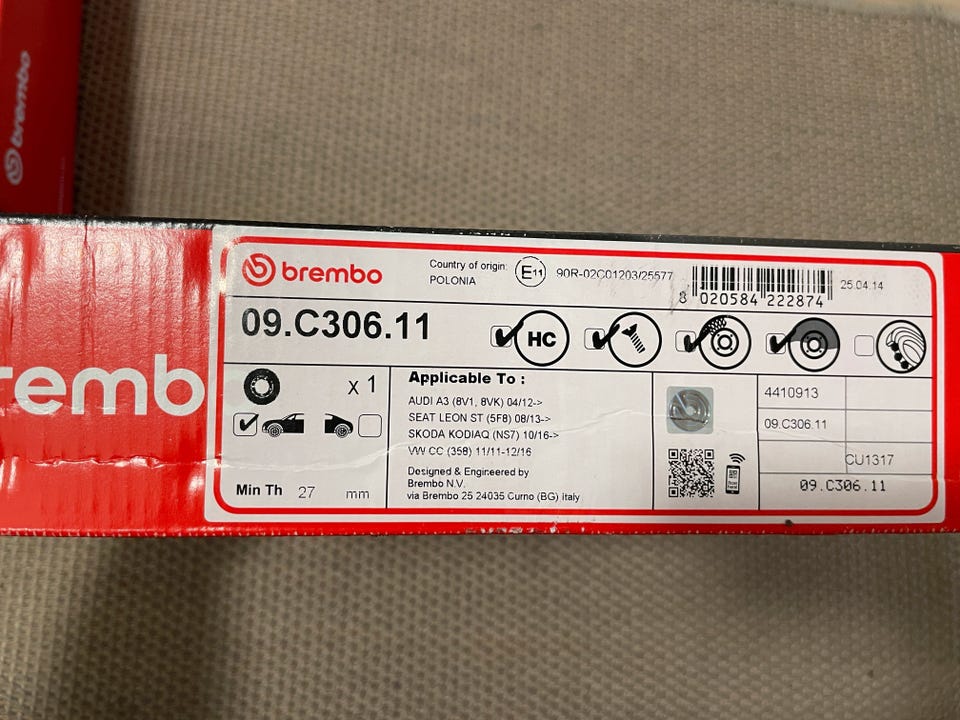 brembo
remb
brembo
Country of origin:
POLONIA
E11
90R-02C01203/25577
8 020584 222874
25.04.14
09.C306.11
HC
x 1
Min Th 27 mm
Applicable To :
AUDI A3 (8V1, 8VK) 04/12->
SEAT LEON ST (5F8) 08/13->
SKODA KODIAQ (NS7) 10/16->
VW CC (358) 11/11-12/16
Designed & Engineered by
Brembo N.V.
via Brembo 25 24035 Curno (BG) italy
4410913
09.C306.11
CU1317
09.C306.11